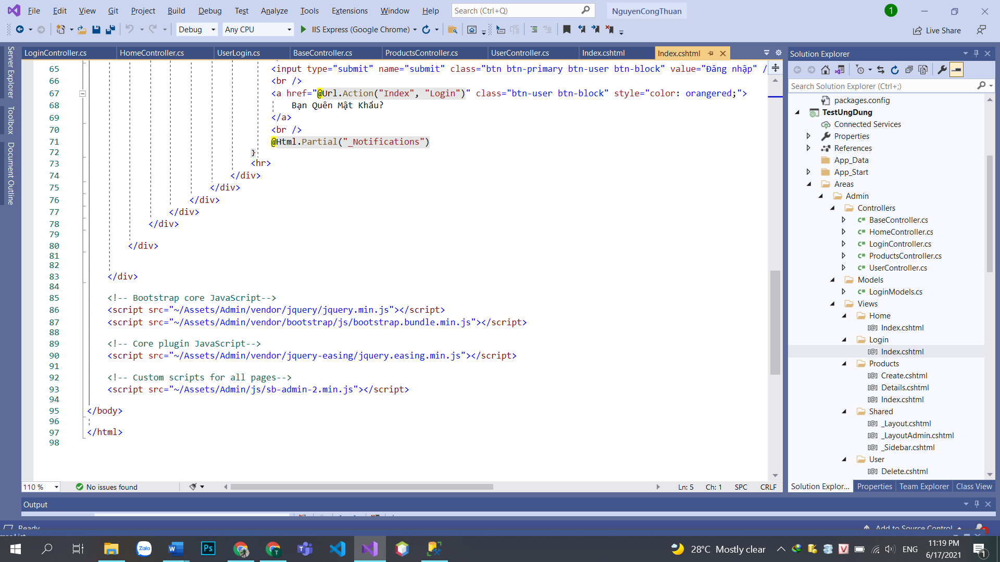 File Edit View Git Project Build Debug Test Analyze Tools Extensions Window Help Search (Ctrl+Q) NguyenCongThuan 1
Debug Any CPU IIS Express (Google Chrome) Live Share
Server Explorer
Toolbox
Document Outline
LoginController.cs HomeController.cs UserLogin.cs BaseController.cs ProductsController.cs UserController.cs Index.cshtml Index.cshtml
65 <input type="submit" name="submit" class="btn btn-primary btn-user btn-block" value="Đăng nhập" /
66 <br />
67 <a href="@Url.Action("Index", "Login")" class="btn-user btn-block" style="color: orangered;">
68 Bạn Quên Mật Khẩu?
69 </a>
70 <br />
71 @Html.Partial("_Notifications")
72 }
73 <hr>
74 </div>
75 </div>
76 </div>
77 </div>
78 </div>
79
80 </div>
81
82
83 </div>
84
85 <!-- Bootstrap core JavaScript-->
86 <script src="~/Assets/Admin/vendor/jquery/jquery.min.js"></script>
87 <script src="~/Assets/Admin/vendor/bootstrap/js/bootstrap.bundle.min.js"></script>
88
89 <!-- Core plugin JavaScript-->
90 <script src="~/Assets/Admin/vendor/jquery-easing/jquery.easing.min.js"></script>
91
92 <!-- Custom scripts for all pages-->
93 <script src="~/Assets/Admin/js/sb-admin-2.min.js"></script>
94
95 </body>
96
97 </html>
98
110 % No issues found Ln: 5 Ch: 1 SPC CRLF
Solution Explorer
Search Solution Explorer (Ctrl+;)
packages.config
TestUngDung
Connected Services
Properties
References
App_Data
App_Start
Areas
Admin
Controllers
BaseController.cs
HomeController.cs
LoginController.cs
ProductsController.cs
UserController.cs
Models
LoginModels.cs
Views
Home
Index.cshtml
Login
Index.cshtml
Products
Create.cshtml
Details.cshtml
Index.cshtml
Shared
_Layout.cshtml
_LayoutAdmin.cshtml
_Sidebar.cshtml
User
Delete.cshtml
Solution Explor... Properties Team Explorer Class View
Output
Ready Add to Source Control
Zalo Ps 28°C Mostly clear ENG 11:19 PM
6/17/2021 1